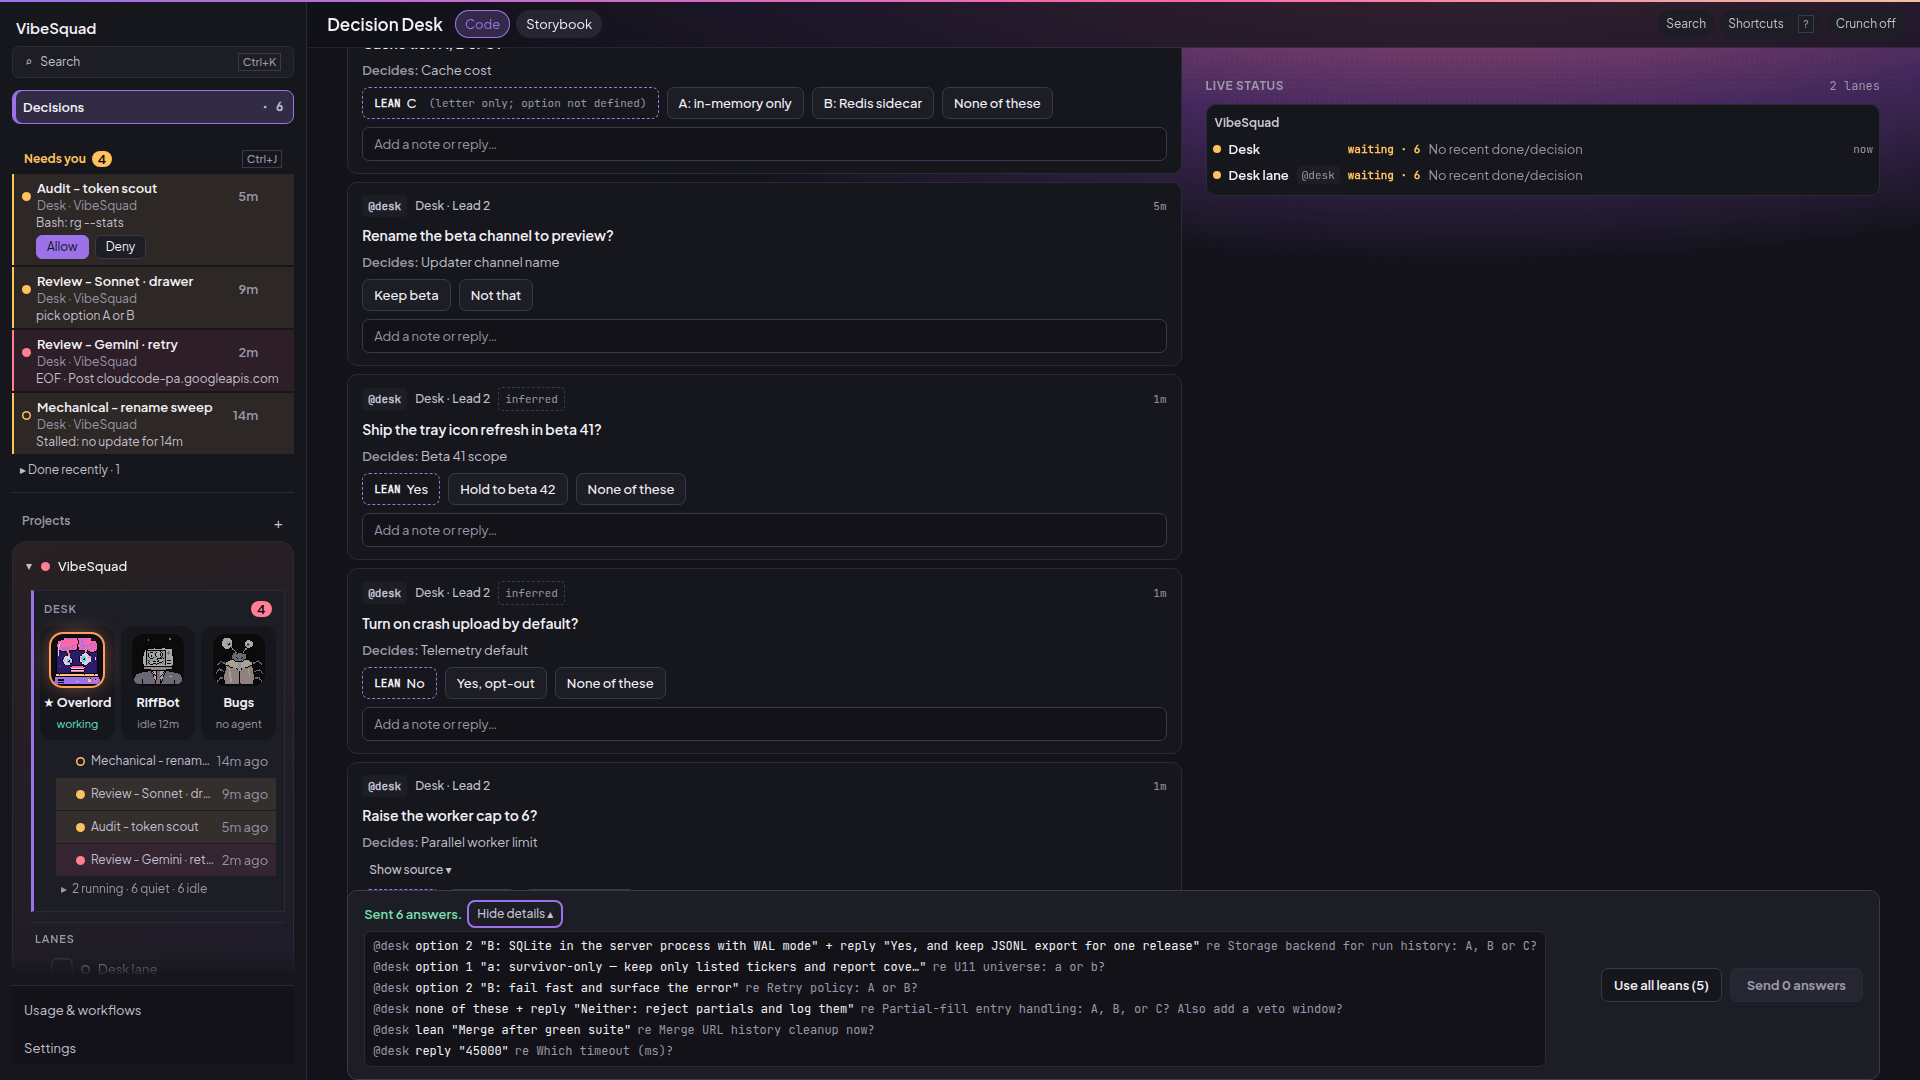 VibeSquad
Search
Ctrl+K
Decisions
· 6
Needs you 4
Ctrl+J
Audit - token scout
5m
Desk · VibeSquad
Bash: rg --stats
Allow
Deny
Review - Sonnet · drawer
9m
Desk · VibeSquad
pick option A or B
Review - Gemini · retry
2m
Desk · VibeSquad
EOF · Post cloudcode-pa.googleapis.com
Mechanical - rename sweep
14m
Desk · VibeSquad
Stalled: no update for 14m
▸ Done recently · 1
Projects
+
▾ VibeSquad
DESK
4
★ Overlord
working
RiffBot
idle 12m
Bugs
no agent
Mechanical - renam… 14m ago
Review - Sonnet · dr… 9m ago
Audit - token scout 5m ago
Review - Gemini · ret… 2m ago
▸ 2 running · 6 quiet · 6 idle
LANES
Desk lane
Usage & workflows
Settings
Decision Desk
Code
Storybook
Search
Shortcuts ?
Crunch off
Decides: Cache cost
LEAN C (letter only; option not defined)
A: in-memory only
B: Redis sidecar
None of these
Add a note or reply…
@desk Desk · Lead 2
5m
Rename the beta channel to preview?
Decides: Updater channel name
Keep beta
Not that
Add a note or reply…
@desk Desk · Lead 2 inferred
1m
Ship the tray icon refresh in beta 41?
Decides: Beta 41 scope
LEAN Yes
Hold to beta 42
None of these
Add a note or reply…
@desk Desk · Lead 2 inferred
1m
Turn on crash upload by default?
Decides: Telemetry default
LEAN No
Yes, opt-out
None of these
Add a note or reply…
@desk Desk · Lead 2
1m
Raise the worker cap to 6?
Decides: Parallel worker limit
Show source ▾
LIVE STATUS
2 lanes
VibeSquad
Desk waiting · 6 No recent done/decision now
Desk lane @desk waiting · 6 No recent done/decision
Sent 6 answers. Hide details ▴
@desk option 2 "B: SQLite in the server process with WAL mode" + reply "Yes, and keep JSONL export for one release" re Storage backend for run history: A, B or C?
@desk option 1 "a: survivor-only — keep only listed tickers and report cove…" re U11 universe: a or b?
@desk option 2 "B: fail fast and surface the error" re Retry policy: A or B?
@desk none of these + reply "Neither: reject partials and log them" re Partial-fill entry handling: A, B, or C? Also add a veto window?
@desk lean "Merge after green suite" re Merge URL history cleanup now?
@desk reply "45000" re Which timeout (ms)?
Use all leans (5)
Send 0 answers